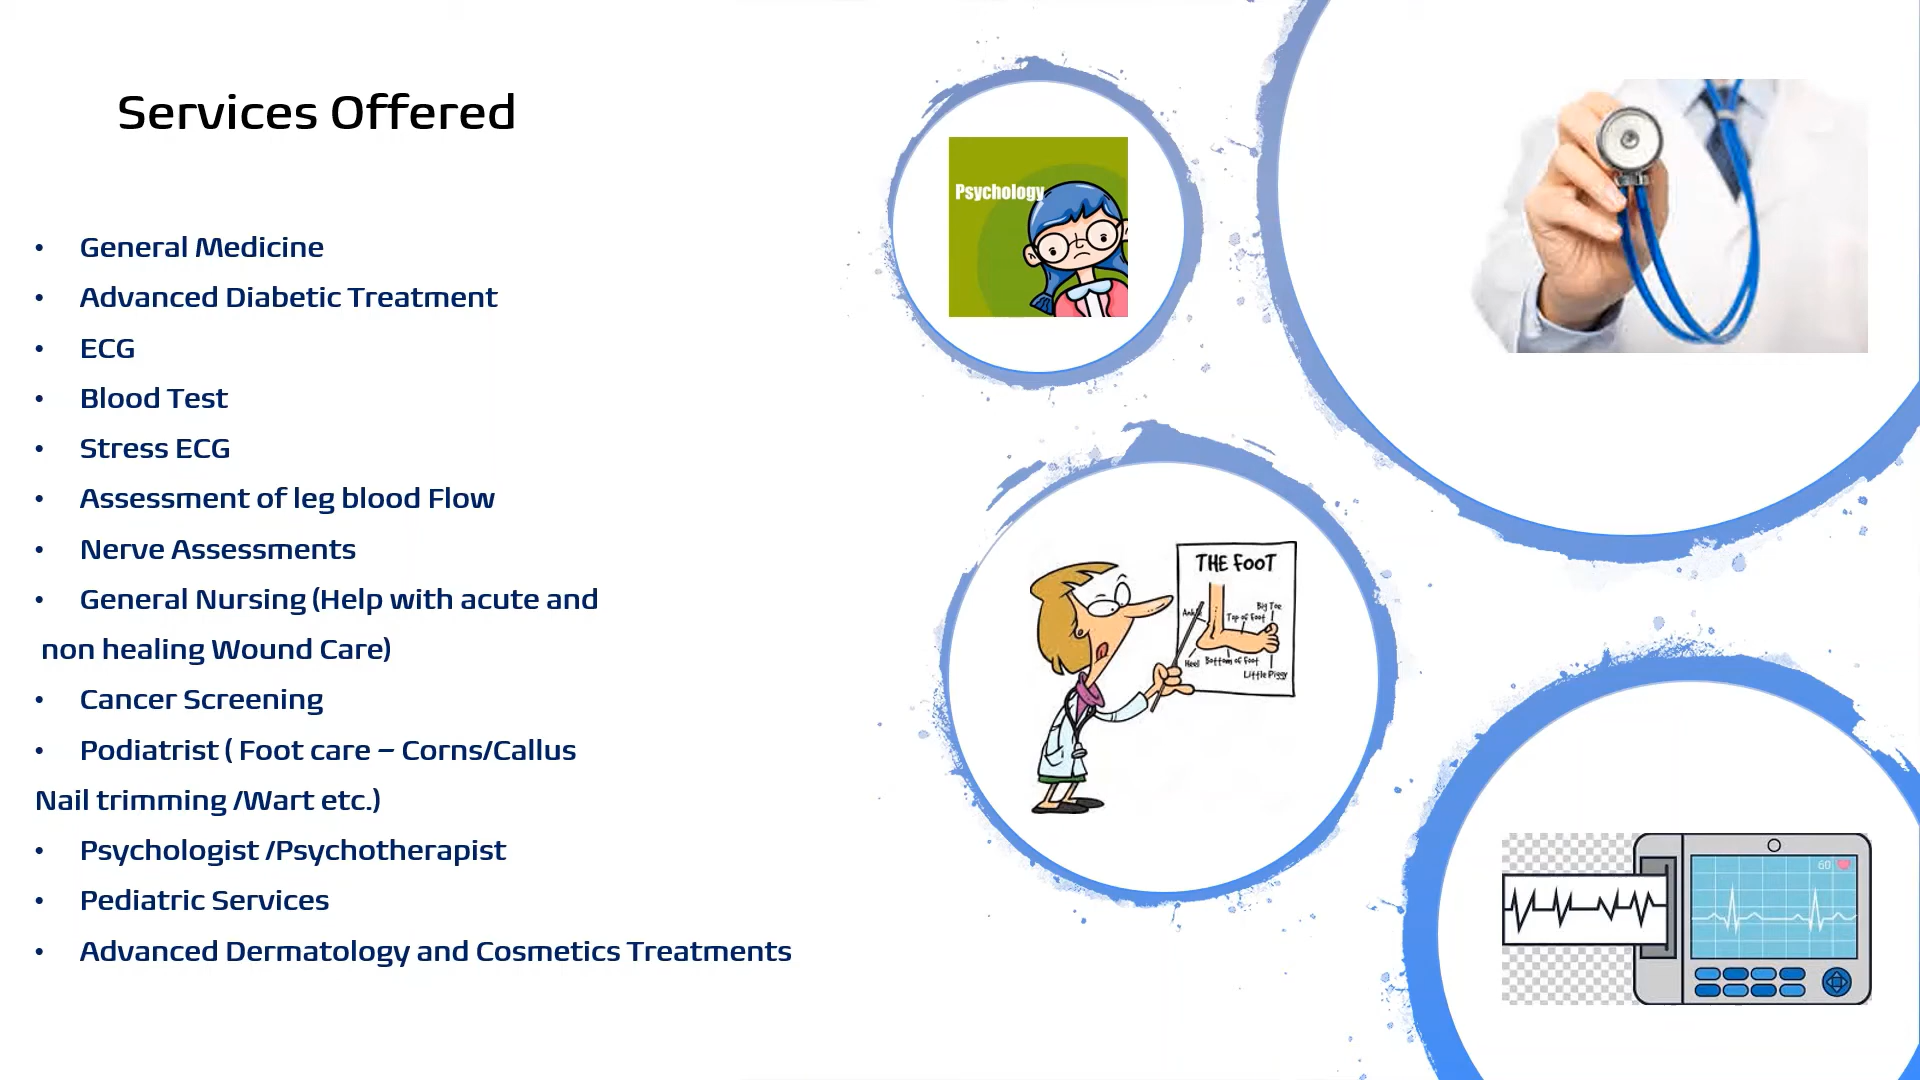 Services Offered
• General Medicine
• Advanced Diabetic Treatment
• ECG
• Blood Test
• Stress ECG
• Assessment of leg blood Flow
• Nerve Assessments
• General Nursing (Help with acute and
non healing Wound Care)
• Cancer Screening
• Podiatrist ( Foot care – Corns/Callus
Nail trimming /Wart etc.)
• Psychologist /Psychotherapist
• Pediatric Services
• Advanced Dermatology and Cosmetics Treatments
Psychology
THE FOOT
Big Toe
Top of Foot
Heel
Bottom of Foot
Little Piggy
60